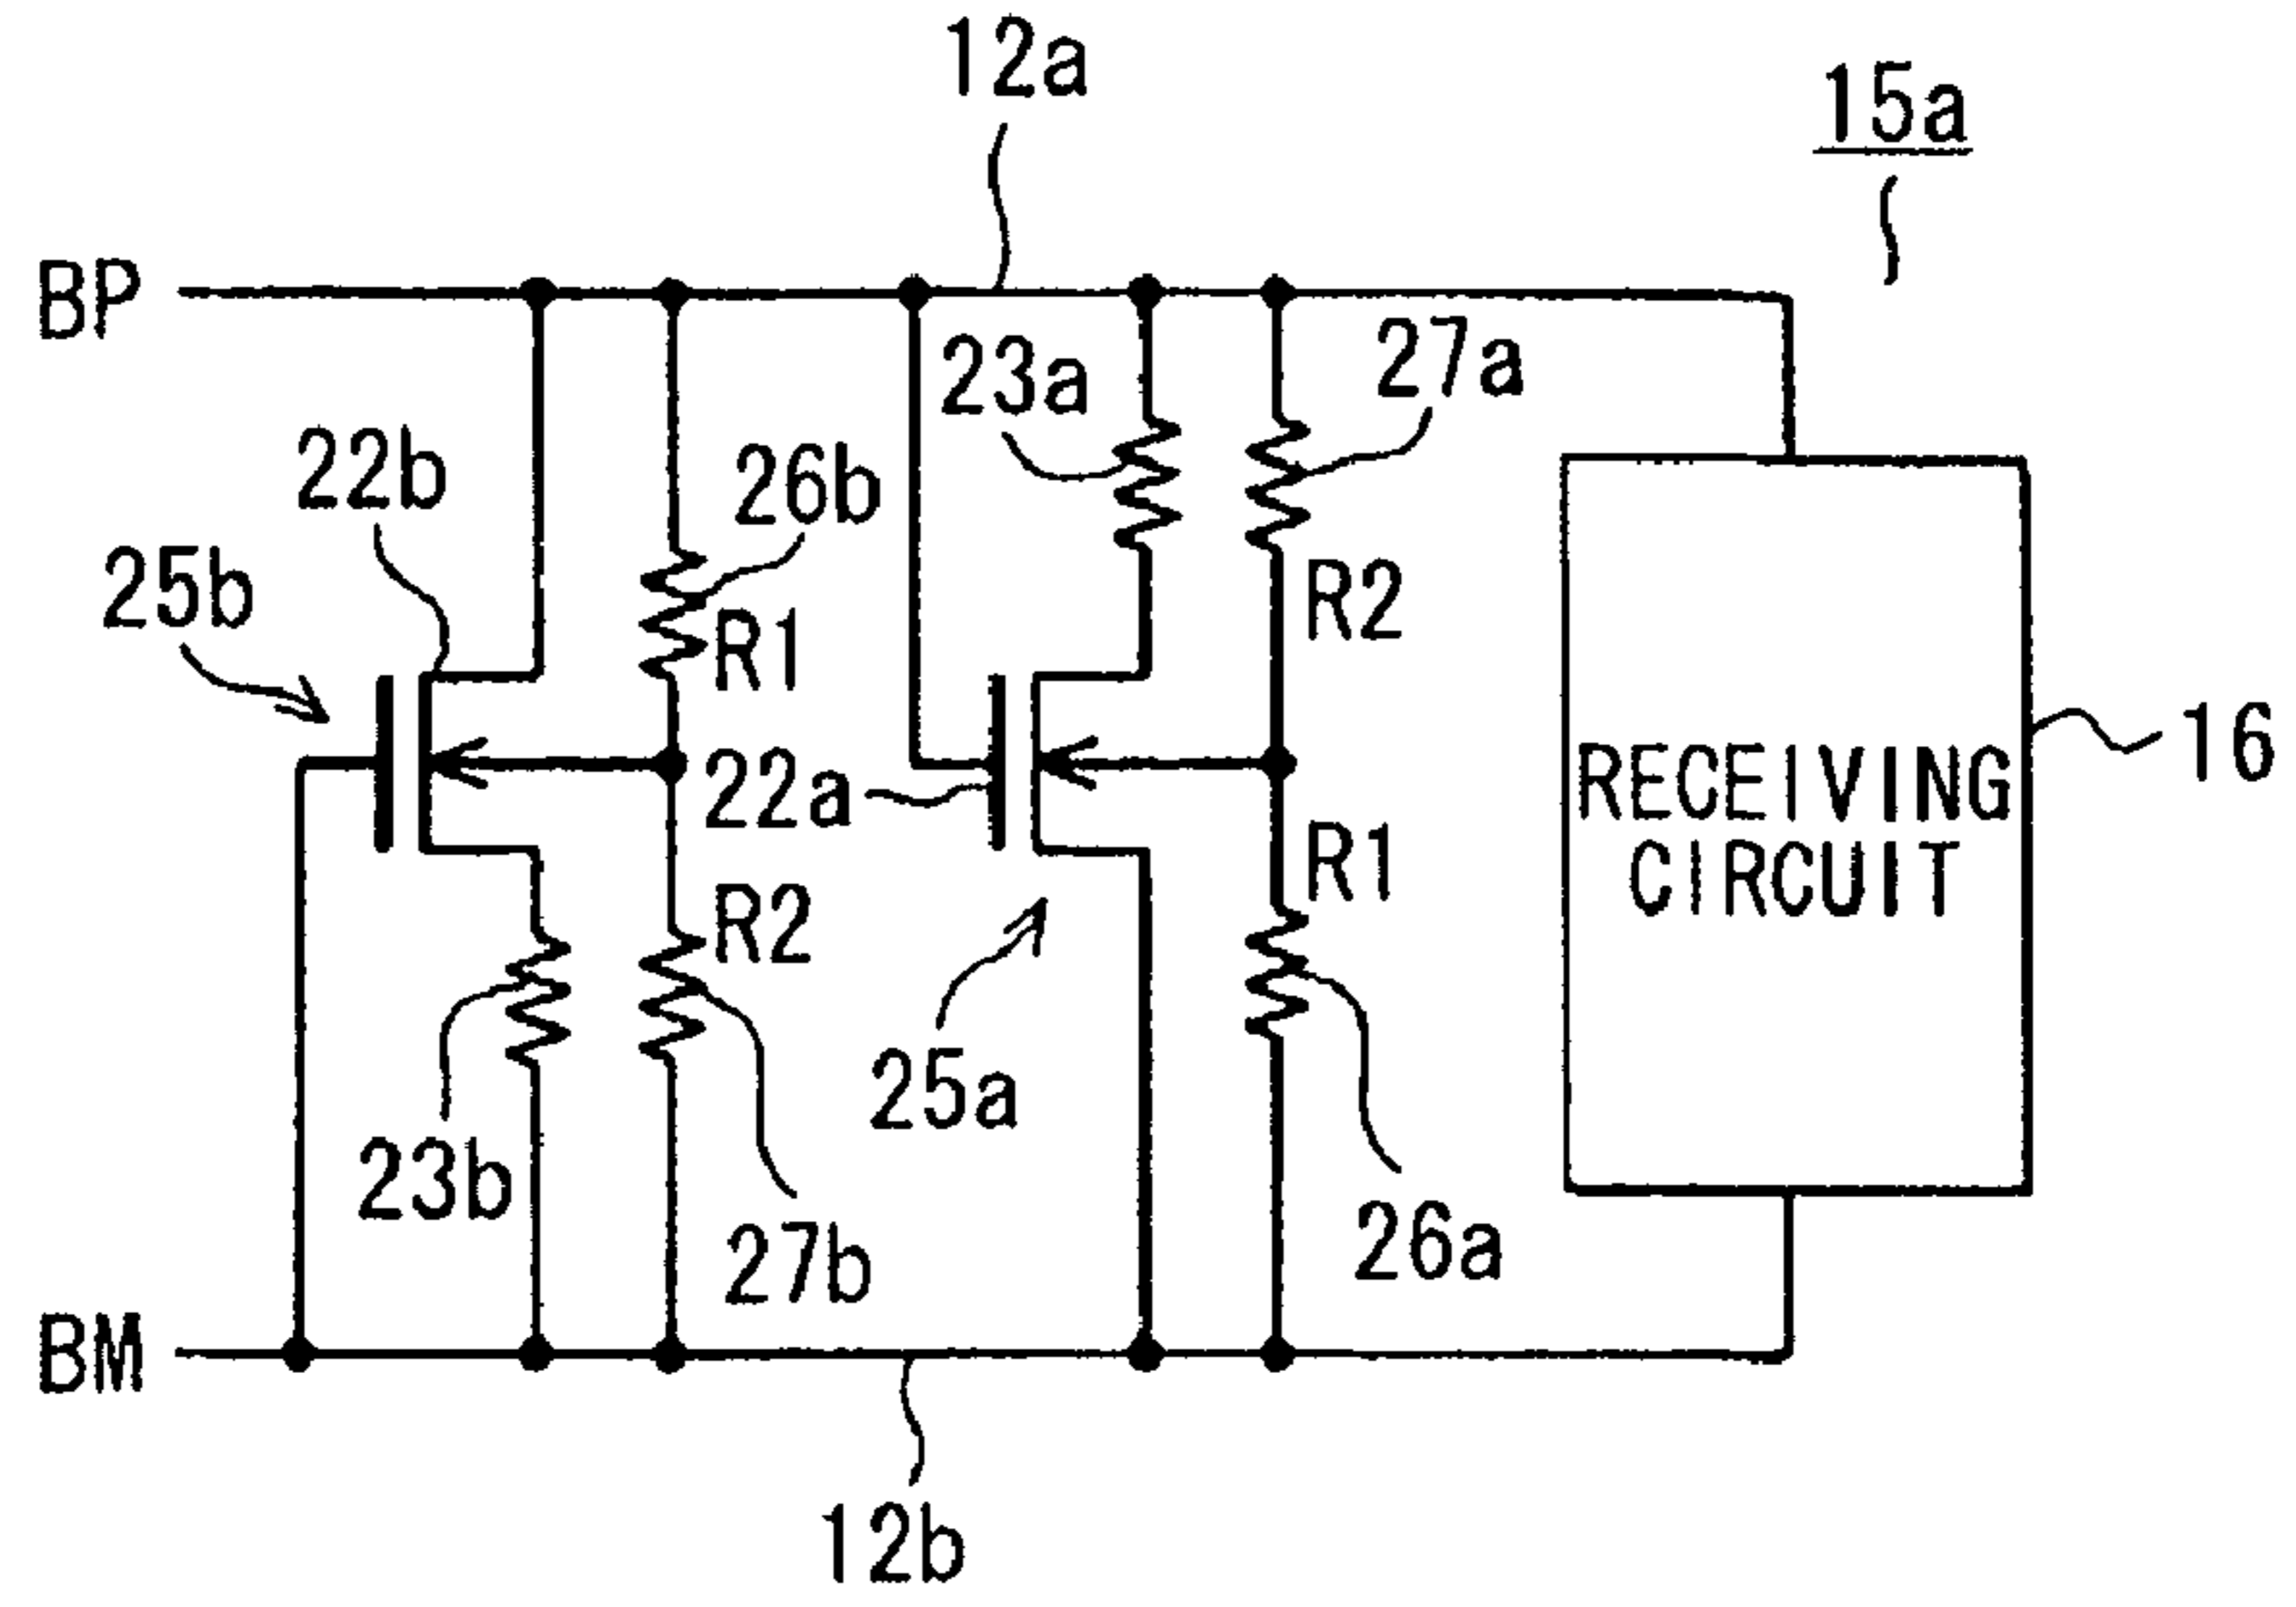 12a
15a
BP
23a
27a
22b
26b
25b
R1
R2
22a
RECEIVING
CIRCUIT
16
R2
R1
25a
23b
27b
26a
BM
12b